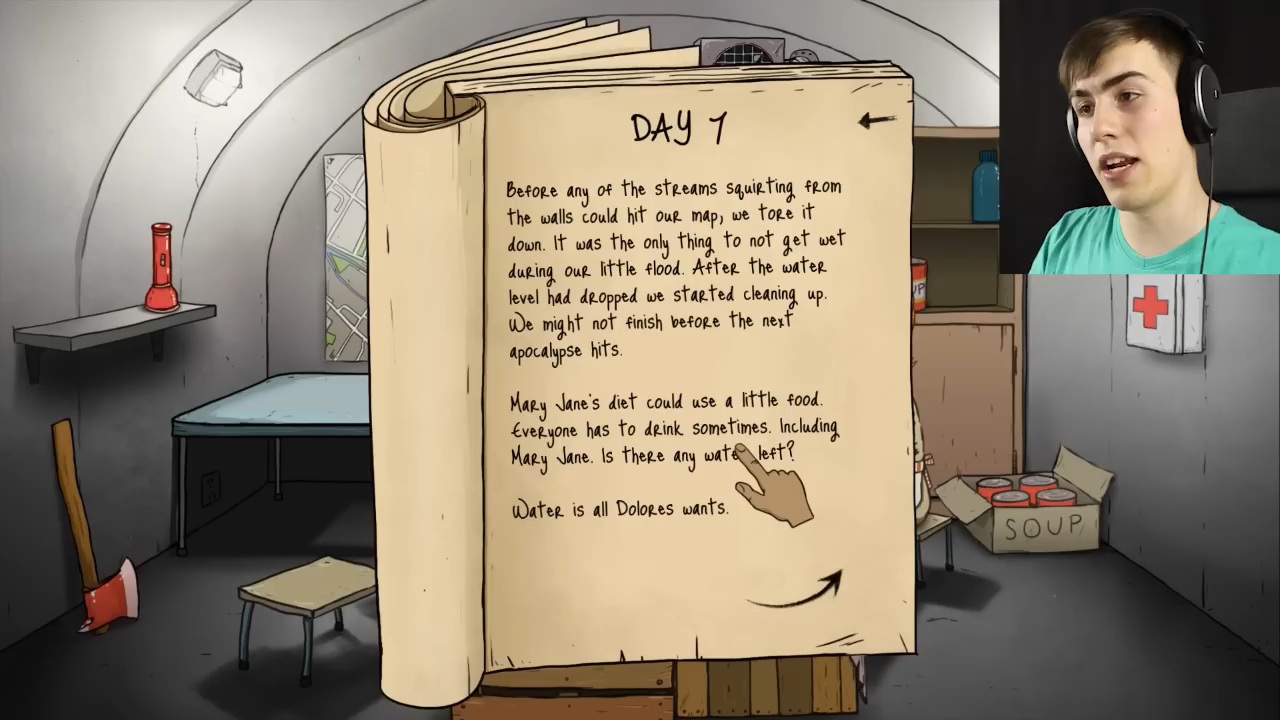 DAY 7
Before any of the streams squirting from
the walls could hit our map, we tore it
down. It was the only thing to not get wet
during our little flood. After the water
level had dropped we started cleaning up.
We might not finish before the next
apocalypse hits.
Mary Jane's diet could use a little food.
Everyone has to drink sometimes. Including
Mary Jane. Is there any water left?
Water is all Dolores wants.
UP
SOUP